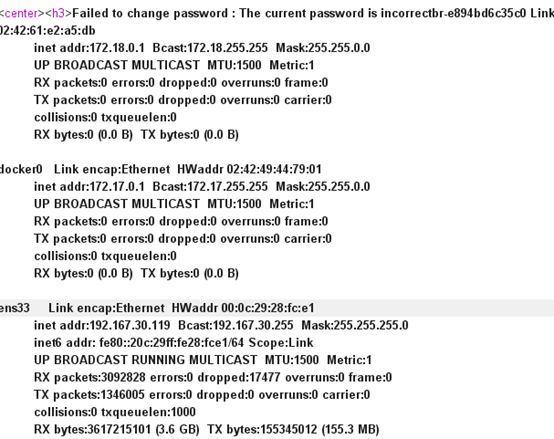 <center><h3>Failed to change password : The current password is incorrectbr-e894bd6c35c0 Link
02:42:61:e2:a5:db
inet addr:172.18.0.1 Bcast:172.18.255.255 Mask:255.255.0.0
UP BROADCAST MULTICAST MTU:1500 Metric:1
RX packets:0 errors:0 dropped:0 overruns:0 frame:0
TX packets:0 errors:0 dropped:0 overruns:0 carrier:0
collisions:0 txqueuelen:0
RX bytes:0 (0.0 B) TX bytes:0 (0.0 B)
docker0 Link encap:Ethernet HWaddr 02:42:49:44:79:01
inet addr:172.17.0.1 Bcast:172.17.255.255 Mask:255.255.0.0
UP BROADCAST MULTICAST MTU:1500 Metric:1
RX packets:0 errors:0 dropped:0 overruns:0 frame:0
TX packets:0 errors:0 dropped:0 overruns:0 carrier:0
collisions:0 txqueuelen:0
RX bytes:0 (0.0 B) TX bytes:0 (0.0 B)
ens33 Link encap:Ethernet HWaddr 00:0c:29:28:fc:e1
inet addr:192.167.30.119 Bcast:192.167.30.255 Mask:255.255.255.0
inet6 addr: fe80::20c:29ff:fe28:fce1/64 Scope:Link
UP BROADCAST RUNNING MULTICAST MTU:1500 Metric:1
RX packets:3092828 errors:0 dropped:17477 overruns:0 frame:0
TX packets:1346005 errors:0 dropped:0 overruns:0 carrier:0
collisions:0 txqueuelen:1000
RX bytes:3617215101 (3.6 GB) TX bytes:155345012 (155.3 MB)